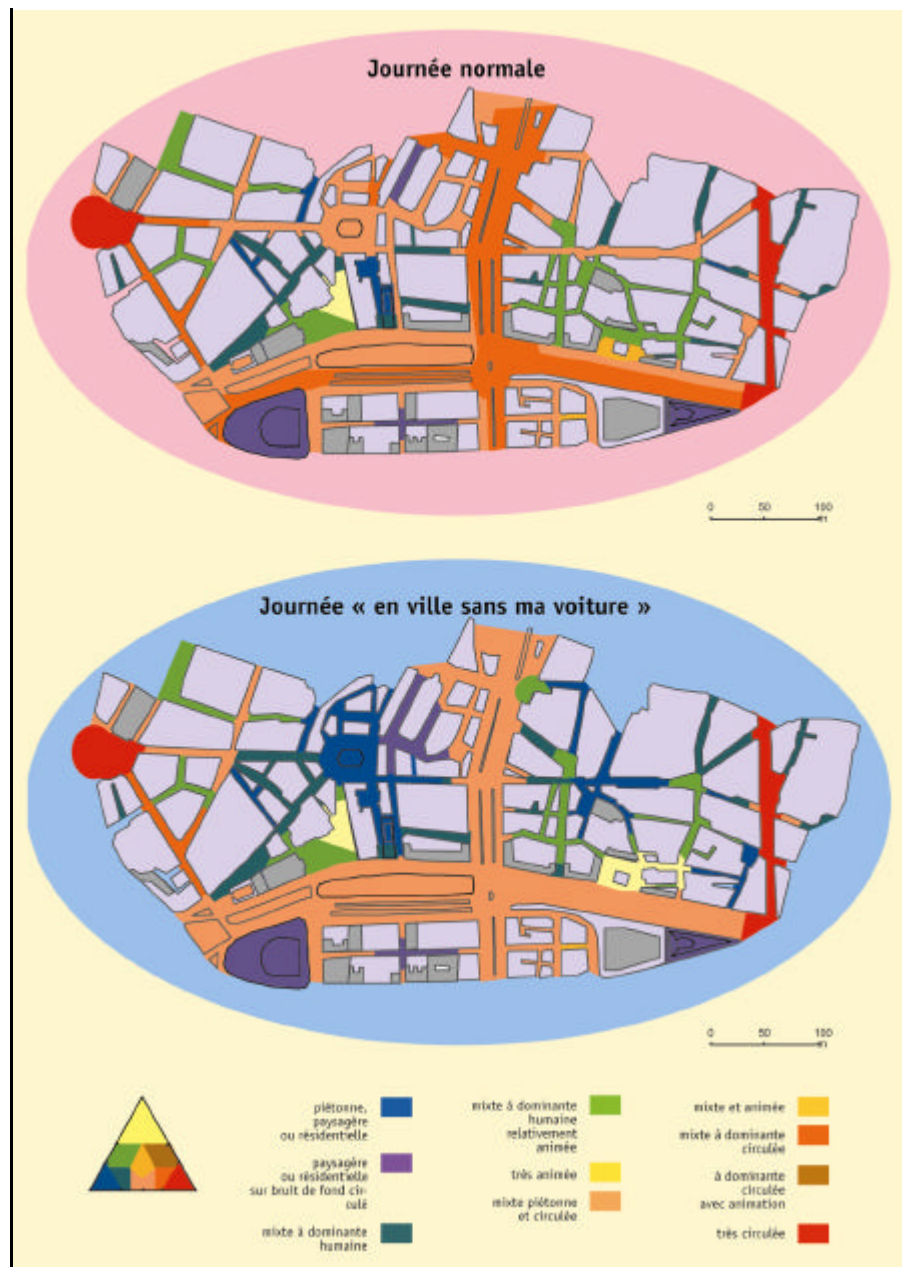 Journée normale
0 50 100
m
Journée « en ville sans ma voiture »
0 50 100
m
piétonne,
paysagère
ou résidentielle
paysagère
ou résidentielle
sur bruit de fond cir-
culé
mixte à dominante
humaine
mixte à dominante
humaine
relativement
animée
très animée
mixte piétonne
et circulée
mixte et animée
mixte à dominante
circulée
à dominante
circulée
avec animation
très circulée